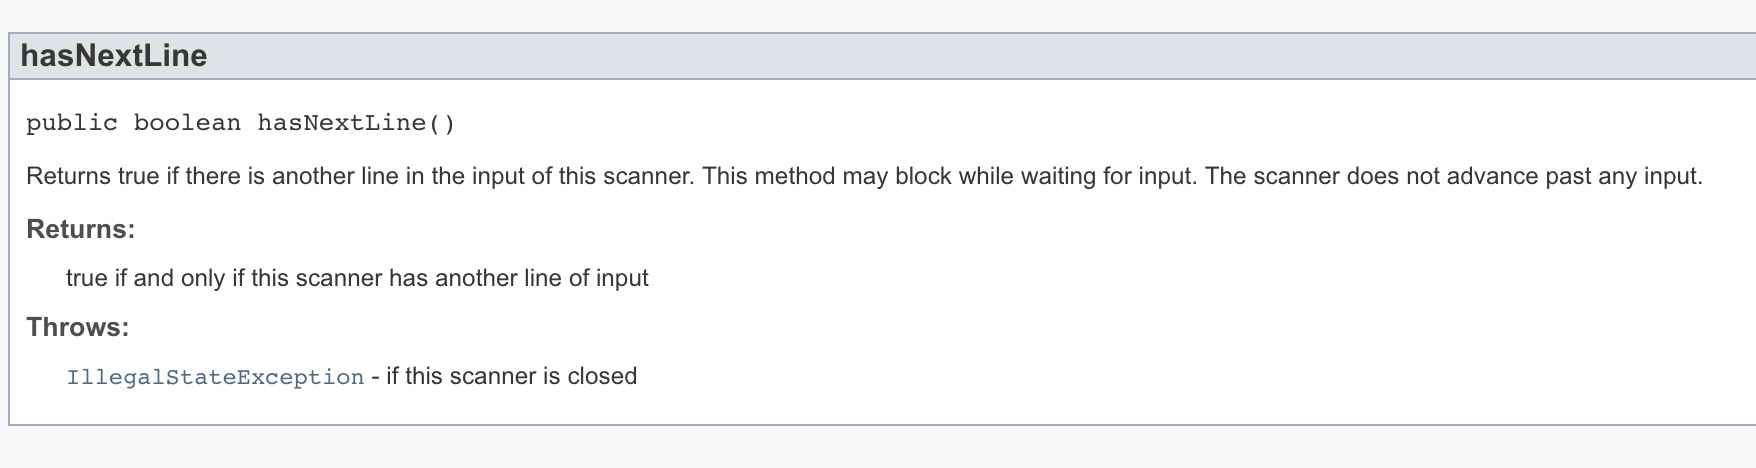 hasNextLine
public boolean hasNextLine()
Returns true if there is another line in the input of this scanner. This method may block while waiting for input. The scanner does not advance past any input.
Returns:
true if and only if this scanner has another line of input
Throws:
IllegalStateException - if this scanner is closed